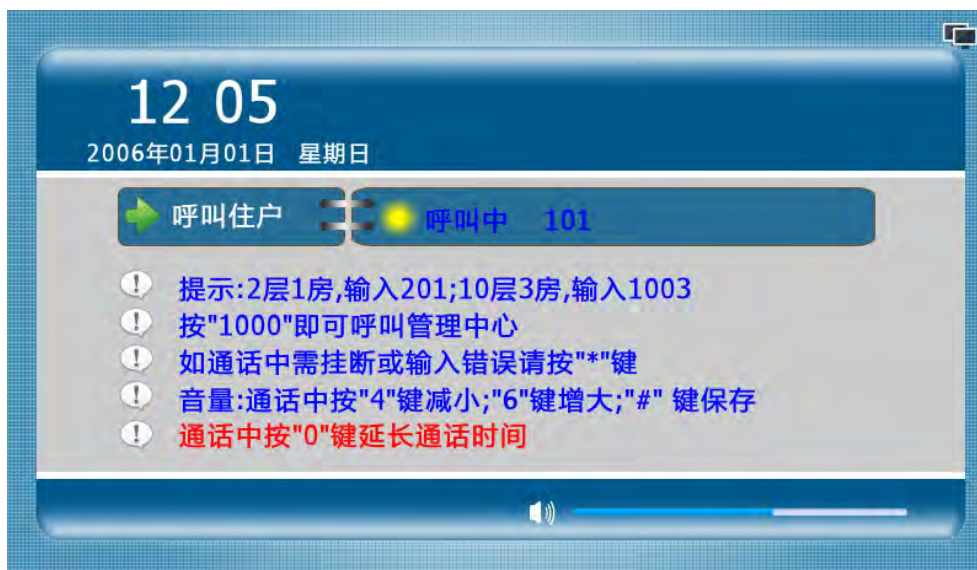 12 05
2006年01月01日 星期日
呼叫住户 呼叫中 101
提示:2层1房,输入201;10层3房,输入1003
按"1000"即可呼叫管理中心
如通话中需挂断或输入错误请按"*"键
音量:通话中按"4"键减小;"6"键增大;"#" 键保存
通话中按"0"键延长通话时间